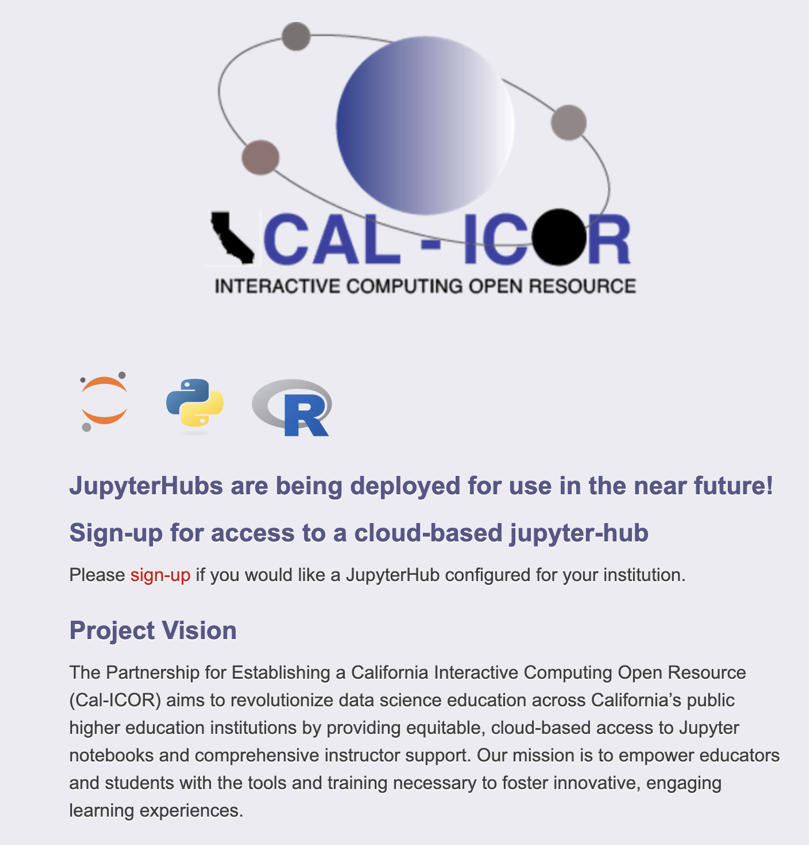 CAL - ICOR
INTERACTIVE COMPUTING OPEN RESOURCE
R
JupyterHubs are being deployed for use in the near future!
Sign-up for access to a cloud-based jupyter-hub
Please sign-up if you would like a JupyterHub configured for your institution.
Project Vision
The Partnership for Establishing a California Interactive Computing Open Resource
(Cal-ICOR) aims to revolutionize data science education across California’s public
higher education institutions by providing equitable, cloud-based access to Jupyter
notebooks and comprehensive instructor support. Our mission is to empower educators
and students with the tools and training necessary to foster innovative, engaging
learning experiences.